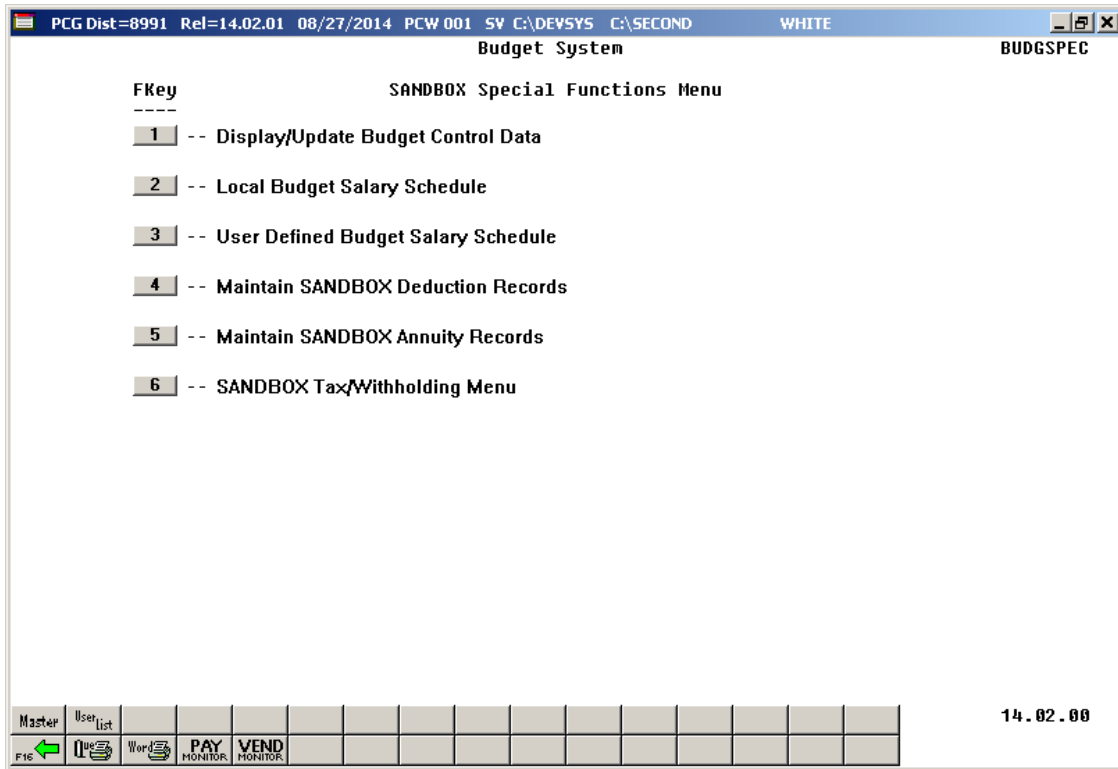 PCG Dist=8991 Rel=14.02.01 08/27/2014 PCW 001 SV C:\DEVSYS C:\SECOND WHITE
Budget System BUDGSPEC
FKey SANDBOX Special Functions Menu
----
1 -- Display/Update Budget Control Data
2 -- Local Budget Salary Schedule
3 -- User Defined Budget Salary Schedule
4 -- Maintain SANDBOX Deduction Records
5 -- Maintain SANDBOX Annuity Records
6 -- SANDBOX Tax/Withholding Menu
Master User List 14.02.00
F16 Que Word PAY MONITOR VEND MONITOR